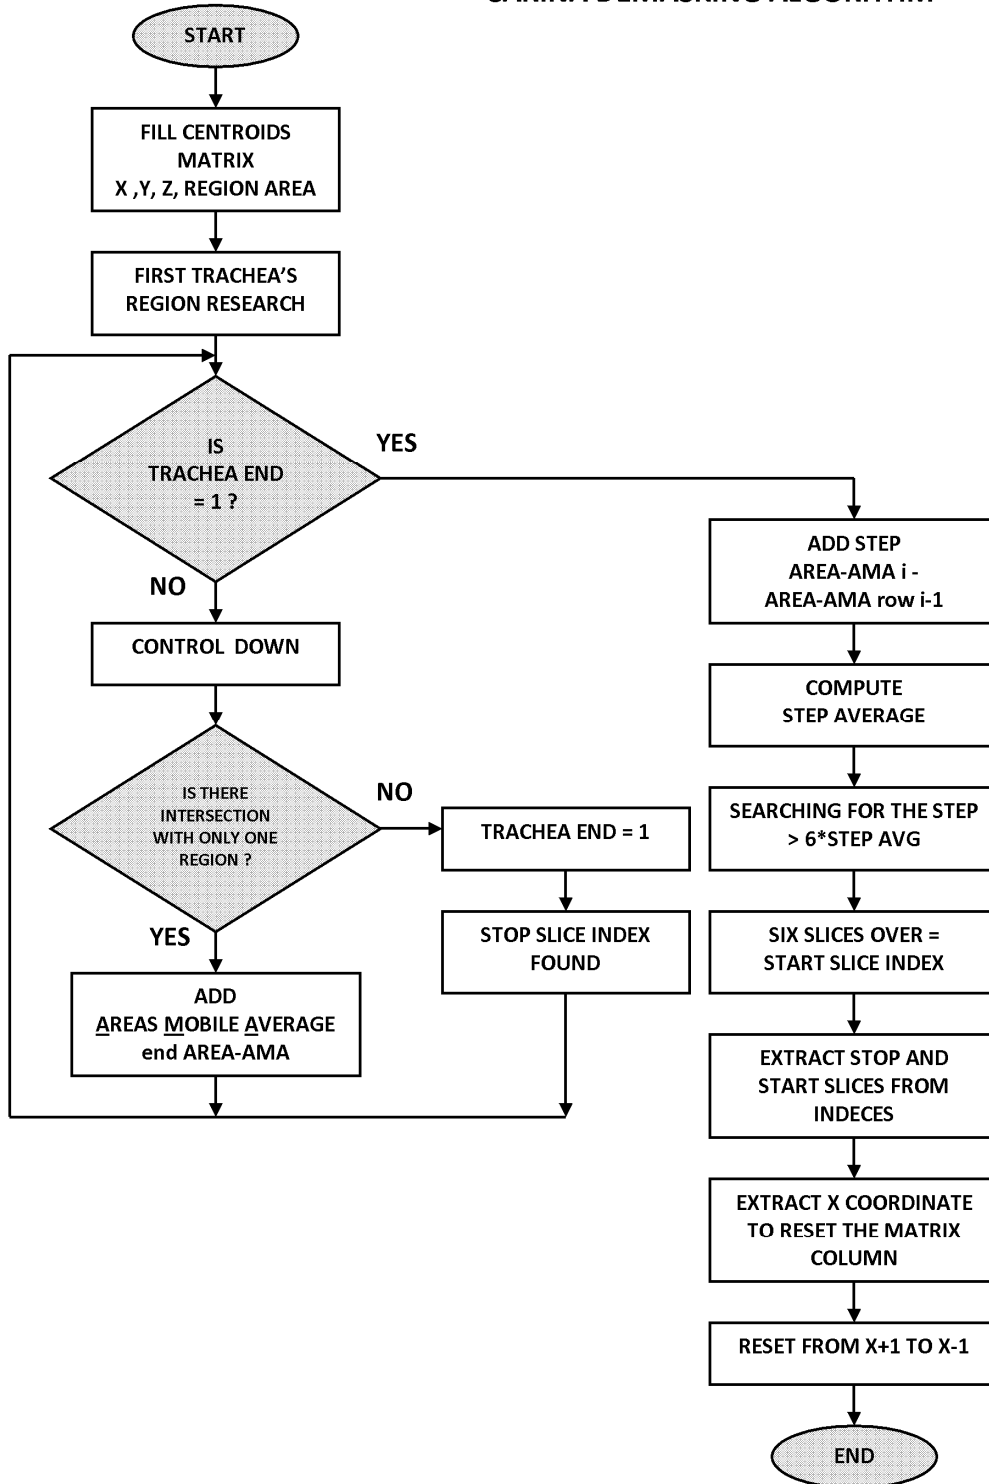 START
FILL CENTROIDS
MATRIX
X ,Y, Z, REGION AREA
FIRST TRACHEA’S
REGION RESEARCH
IS
TRACHEA END
= 1 ?
YES
NO
CONTROL DOWN
IS THERE
INTERSECTION
WITH ONLY ONE
REGION ?
NO
YES
TRACHEA END = 1
STOP SLICE INDEX
FOUND
ADD
AREAS MOBILE AVERAGE
end AREA-AMA
ADD STEP
AREA-AMA i -
AREA-AMA row i-1
COMPUTE
STEP AVERAGE
SEARCHING FOR THE STEP
> 6*STEP AVG
SIX SLICES OVER =
START SLICE INDEX
EXTRACT STOP AND
START SLICES FROM
INDECES
EXTRACT X COORDINATE
TO RESET THE MATRIX
COLUMN
RESET FROM X+1 TO X-1
END